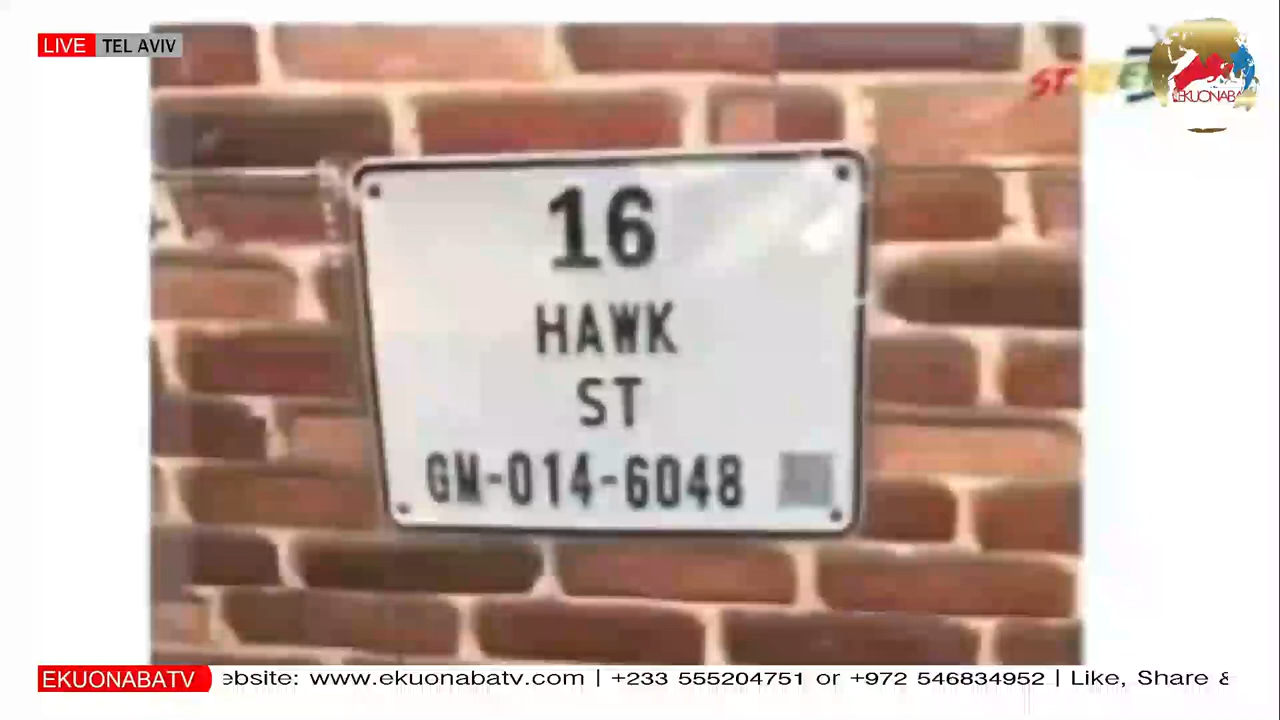 LIVE TEL AVIV
EKUONABA
16
HAWK
ST
GM-014-6048
EKUONABATV ebsite: www.ekuonabatv.com | +233 555204751 or +972 546834952 | Like, Share &